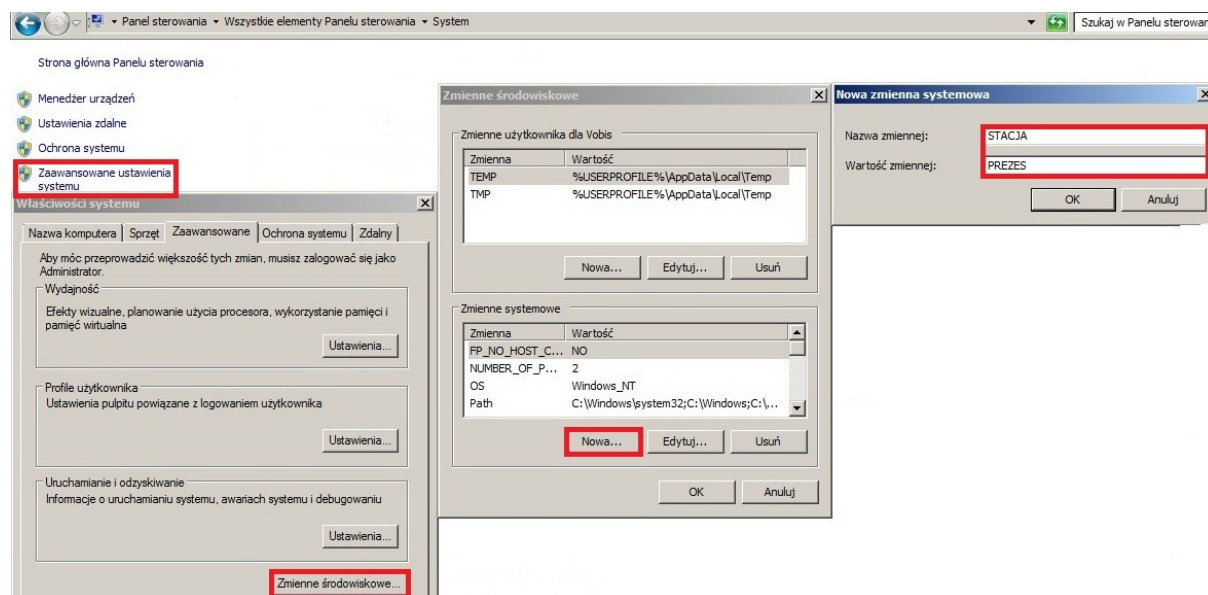 Panel sterowania Wszystkie elementy Panelu sterowania System
Szukaj w Panelu sterowan
Strona główna Panelu sterowania
Menedżer urządzeń
Ustawienia zdalne
Ochrona systemu
Zaawansowane ustawienia
systemu
Właściwości systemu
Nazwa komputera Sprzęt Zaawansowane Ochrona systemu Zdalny
Aby móc przeprowadzić większość tych zmian, musisz zalogować się jako
Administrator.
Wydajność
Efekty wizualne, planowanie użycia procesora, wykorzystanie pamięci i
pamięć wirtualna
Ustawienia...
Profile użytkownika
Ustawienia pulpitu powiązane z logowaniem użytkownika
Ustawienia...
Uruchamianie i odzyskiwanie
Informacje o uruchamianiu systemu, awariach systemu i debugowaniu
Ustawienia...
Zmienne środowiskowe...
Zmienne środowiskowe
Zmienne użytkownika dla Vobis
Zmienna Wartość
TEMP %USERPROFILE%\AppData\Local\Temp
TMP %USERPROFILE%\AppData\Local\Temp
Nowa... Edytuj... Usuń
Zmienne systemowe
Zmienna Wartość
FP_NO_HOST_C... NO
NUMBER_OF_P... 2
OS Windows_NT
Path C:\Windows\system32;C:\Windows;C:\...
Nowa... Edytuj... Usuń
OK Anuluj
Nowa zmienna systemowa
Nazwa zmiennej: STACJA
Wartość zmiennej: PREZES
OK Anuluj